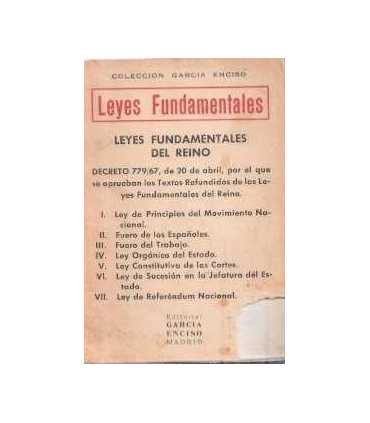 COLECCION GARCIA ENCISO
Leyes Fundamentales
LEYES FUNDAMENTALES
DEL REINO
DECRETO 779/67, de 20 de abril, por el que
se aprueban los Textos Refundidos de las Le-
yes Fundamentales del Reino.
I. Ley de Principios del Movimiento Na-
cional.
II. Fuero de los Españoles.
III. Fuero del Trabajo.
IV. Ley Orgánica del Estado.
V. Ley Constitutiva de las Cortes.
VI. Ley de Sucesión en la Jefatura dél Es-
tado.
VII. Ley de Referéndum Nacional.
Editorial
GARCIA
ENCISO
MADRID